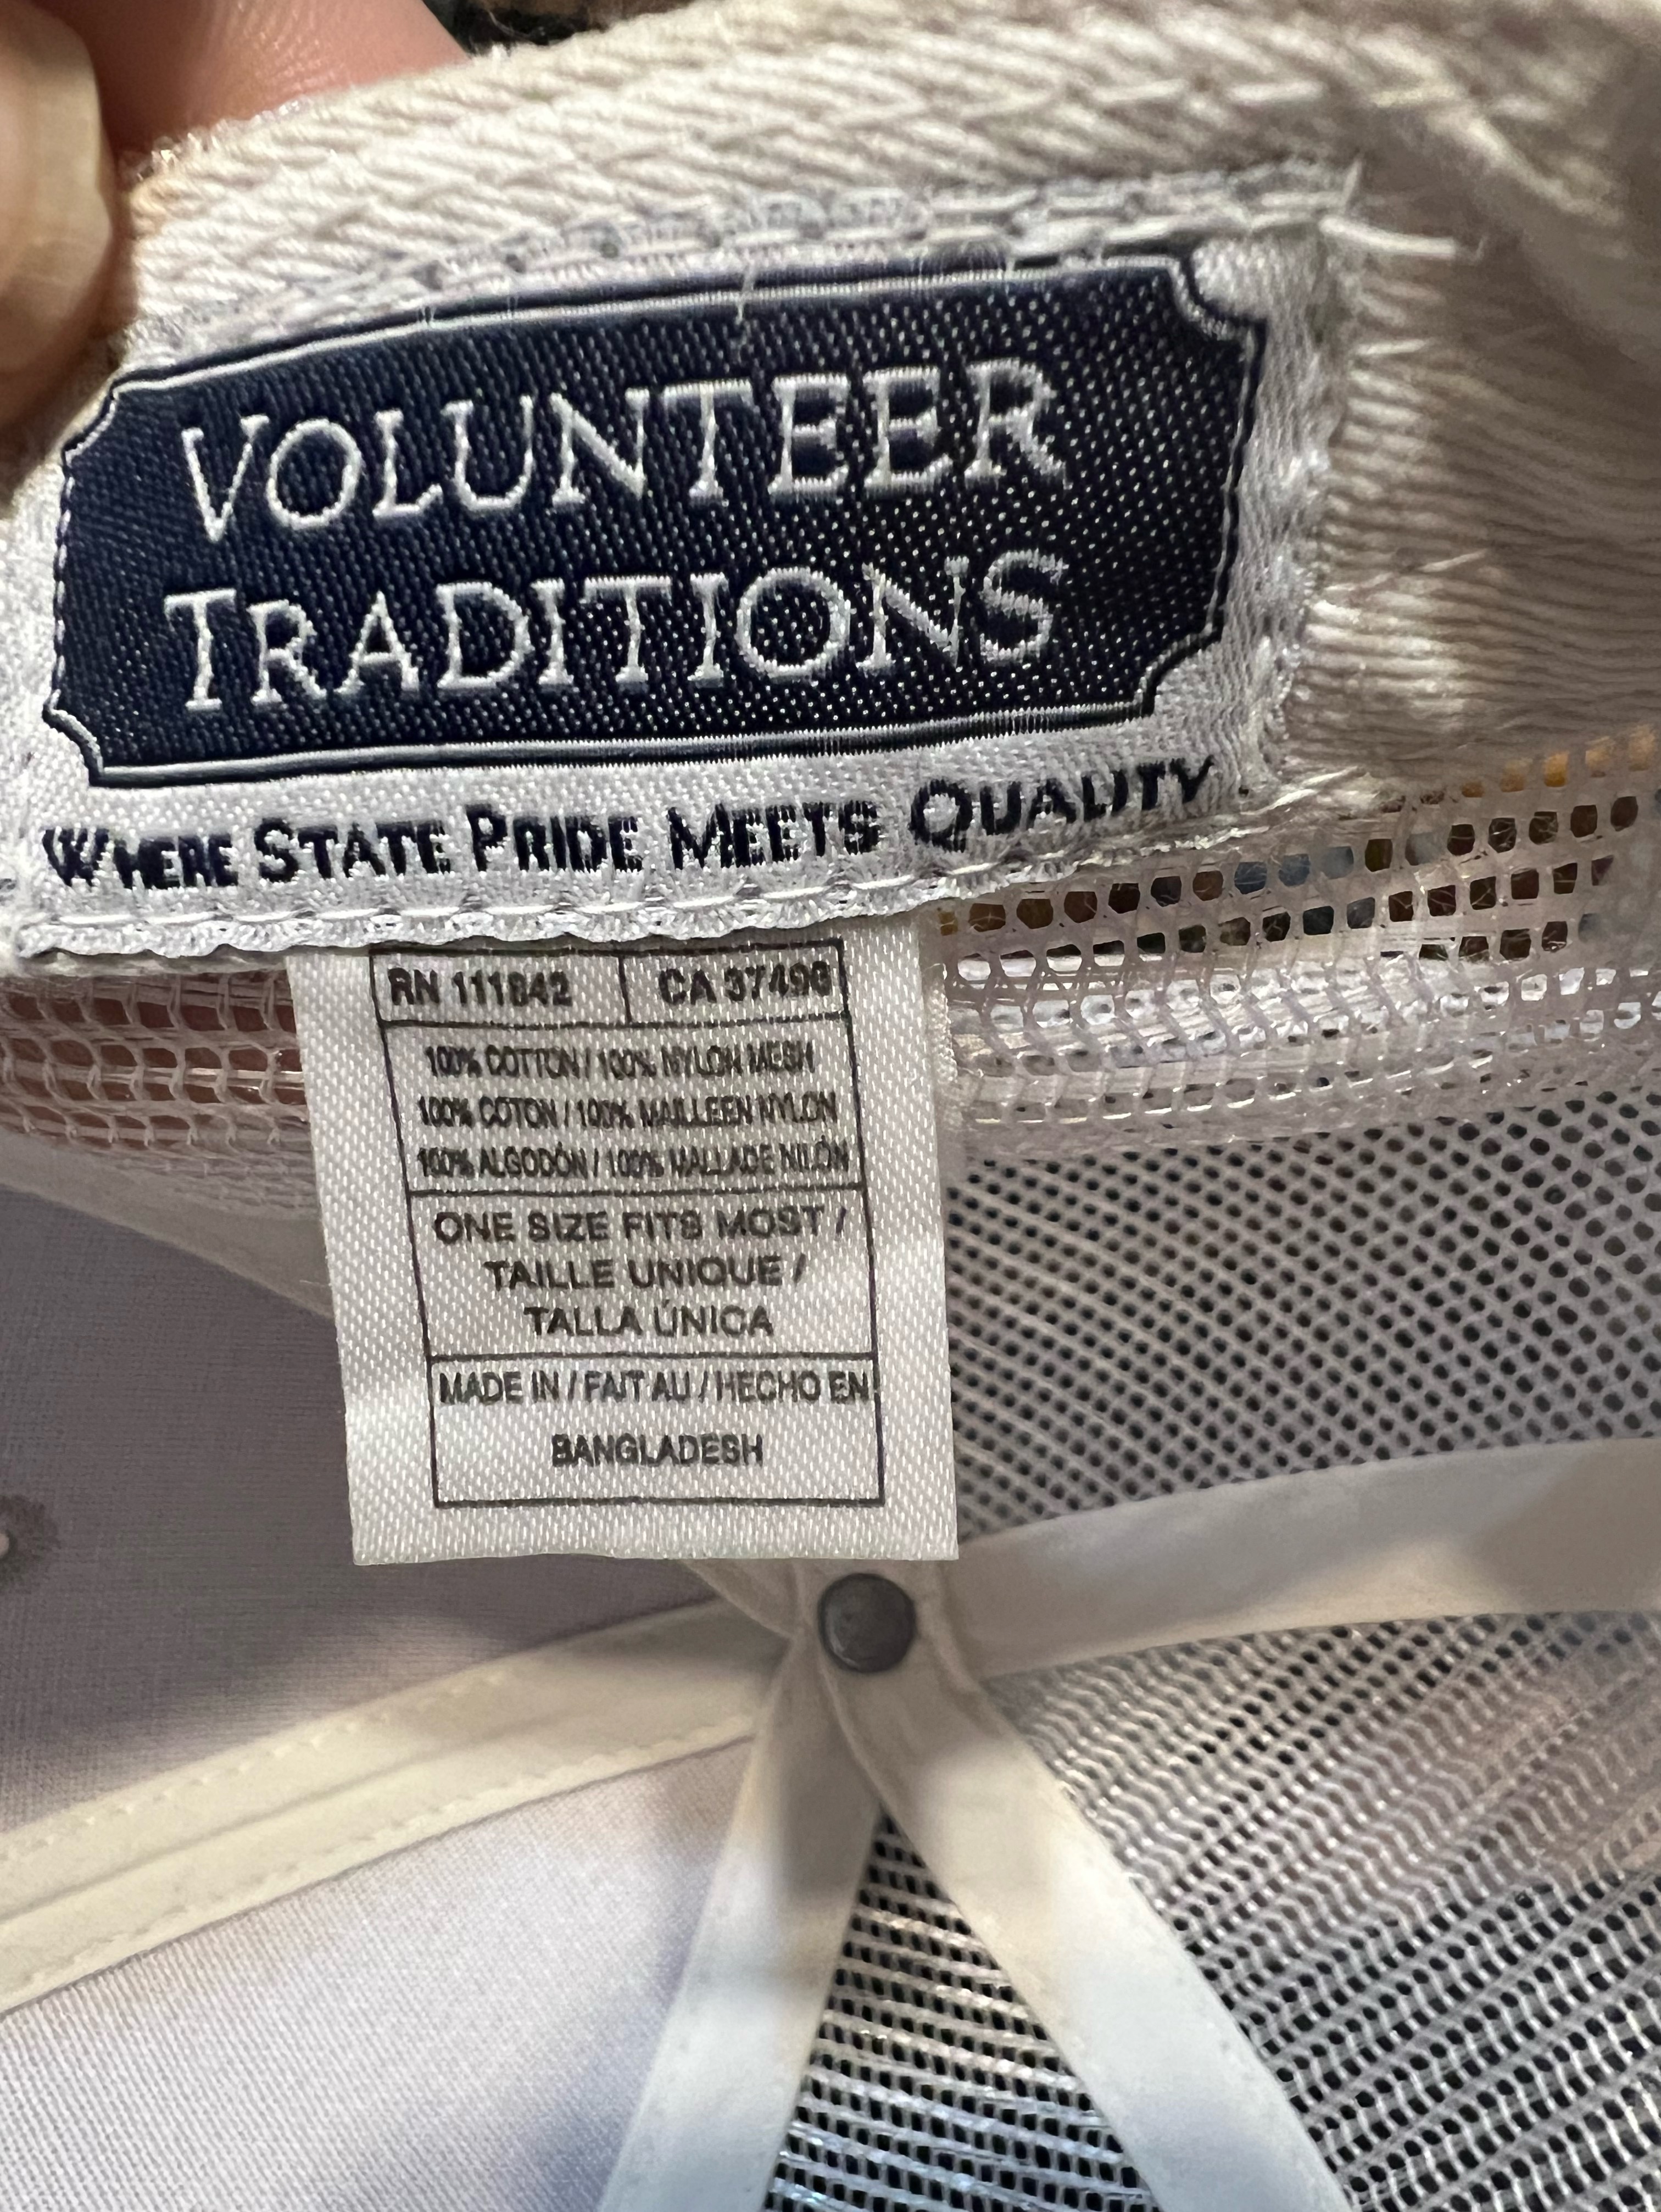 VOLUNTEER
TRADITIONS
WHERE STATE PRIDE MEETS QUALITY.
RN 111842 CA 37496
100% COTTON / 100% NYLON MESH
100% COTON / 100% MAILLEEN NYLON
100% ALGODÓN / 100% MALLADE NILÓN
ONE SIZE FITS MOST /
TAILLE UNIQUE /
TALLA ÚNICA
MADE IN / FAIT AU / HECHO EN
BANGLADESH